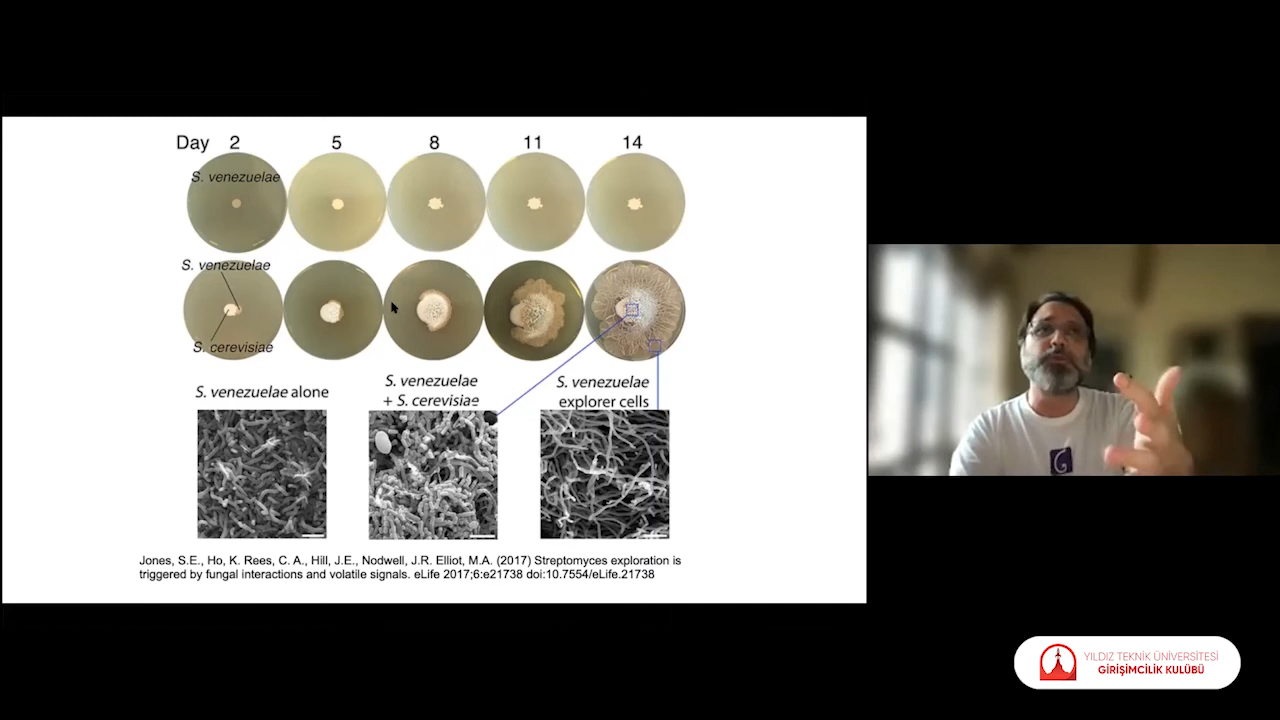 Day 2 5 8 11 14
S. venezuelae
S. venezuelae
S. cerevisiae
S. venezuelae alone
S. venezuelae
+ S. cerevisiae
S. venezuelae
explorer cells
Jones, S.E., Ho, K. Rees, C. A., Hill, J.E., Nodwell, J.R. Elliot, M.A. (2017) Streptomyces exploration is
triggered by fungal interactions and volatile signals. eLife 2017;6:e21738 doi:10.7554/eLife.21738
G
YILDIZ TEKNİK ÜNİVERSİTESİ
GİRİŞİMCİLİK KULÜBÜ